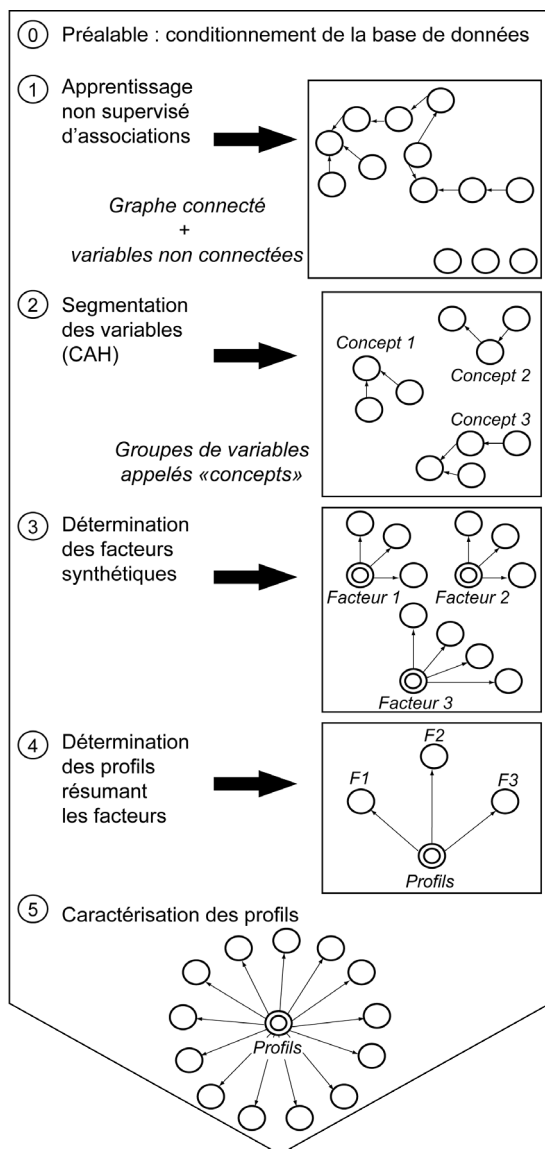 0 Préalable : conditionnement de la base de données
1 Apprentissage
non supervisé
d'associations
Graphe connecté
+
variables non connectées
2 Segmentation
des variables
(CAH)
Concept 1
Concept 2
Concept 3
Groupes de variables
appelés «concepts»
3 Détermination
des facteurs
synthétiques
Facteur 1
Facteur 2
Facteur 3
4 Détermination
des profils
résumant
les facteurs
F1
F2
F3
Profils
5 Caractérisation des profils
Profils